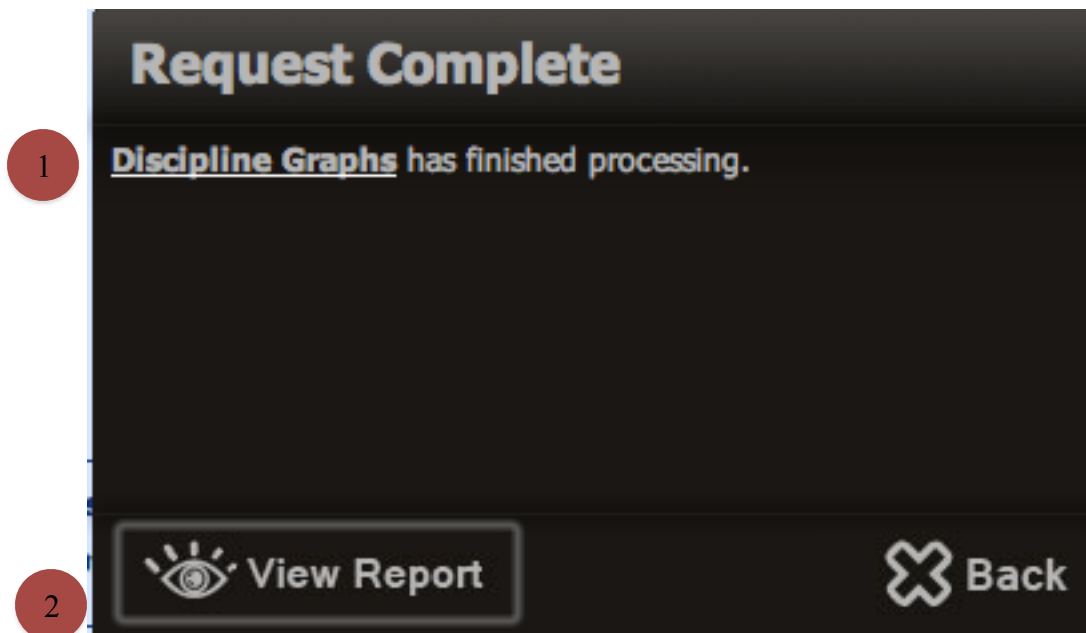 Request Complete
1
Discipline Graphs has finished processing.
View Report
Back
2